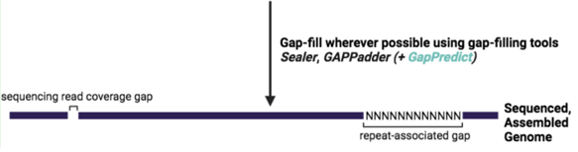 Gap-fill wherever possible using gap-filling tools
Sealer, GAPPadder (+ GapPredict)
sequencing read coverage gap
NNNNNNNNNNNN
Sequenced,
Assembled
Genome
repeat-associated gap